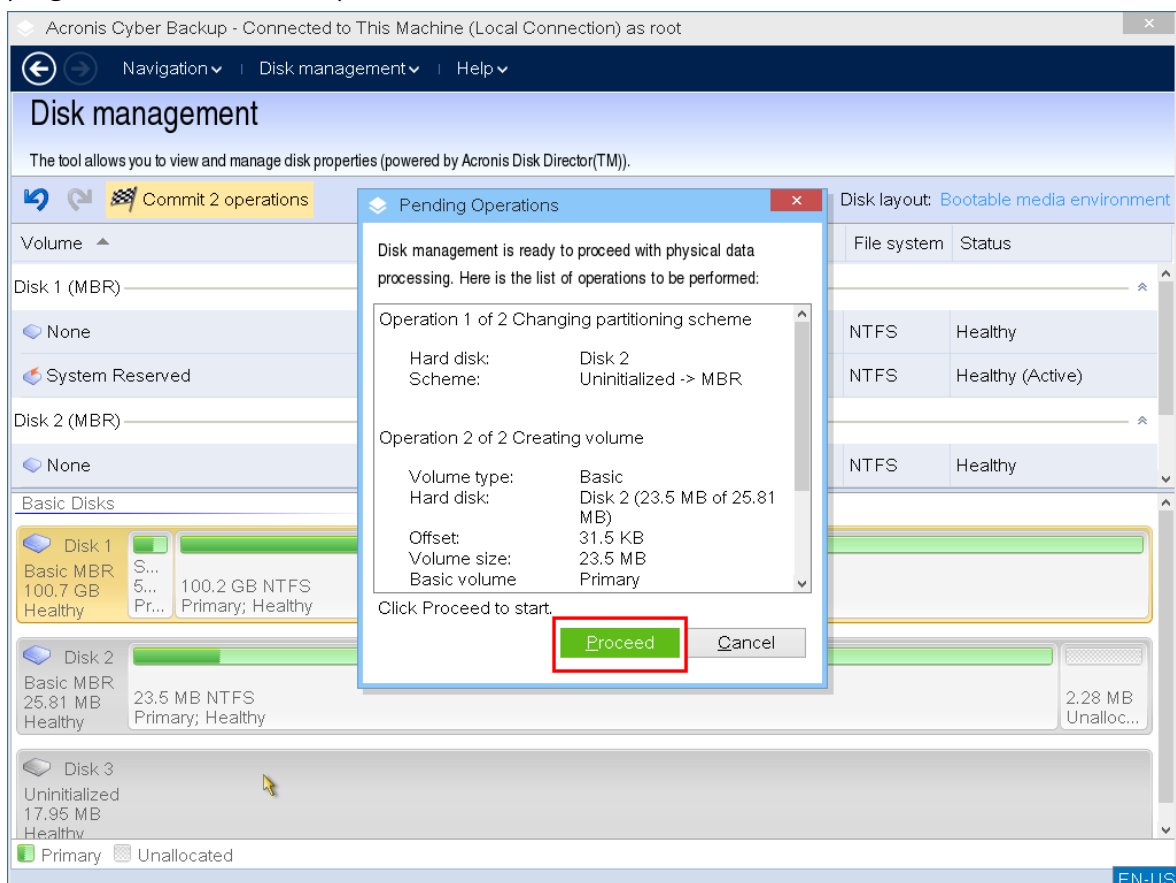 Acronis Cyber Backup - Connected to This Machine (Local Connection) as root
Navigation Disk management Help
Disk management
The tool allows you to view and manage disk properties (powered by Acronis Disk Director(TM)).
Commit 2 operations
Disk layout: Bootable media environment
Volume File system Status
Disk 1 (MBR)
None NTFS Healthy
System Reserved NTFS Healthy (Active)
Disk 2 (MBR)
None NTFS Healthy
Pending Operations
Disk management is ready to proceed with physical data
processing. Here is the list of operations to be performed:
Operation 1 of 2 Changing partitioning scheme
Hard disk: Disk 2
Scheme: Uninitialized -> MBR
Operation 2 of 2 Creating volume
Volume type: Basic
Hard disk: Disk 2 (23.5 MB of 25.81
MB)
Offset: 31.5 KB
Volume size: 23.5 MB
Basic volume Primary
Click Proceed to start.
Proceed Cancel
Basic Disks
Disk 1
Basic MBR
100.7 GB
Healthy
S...
5...
Pr...
100.2 GB NTFS
Primary; Healthy
Disk 2
Basic MBR
25.81 MB
Healthy
23.5 MB NTFS
Primary; Healthy
2.28 MB
Unalloc...
Disk 3
Uninitialized
17.95 MB
Healthy
Primary Unallocated
EN-US